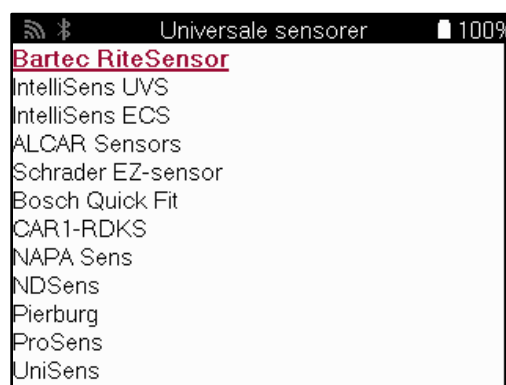 Universale sensorer 100%
Bartec RiteSensor
IntelliSens UVS
IntelliSens ECS
ALCAR Sensors
Schrader EZ-sensor
Bosch Quick Fit
CAR1-RDKS
NAPA Sens
NDSens
Pierburg
ProSens
UniSens